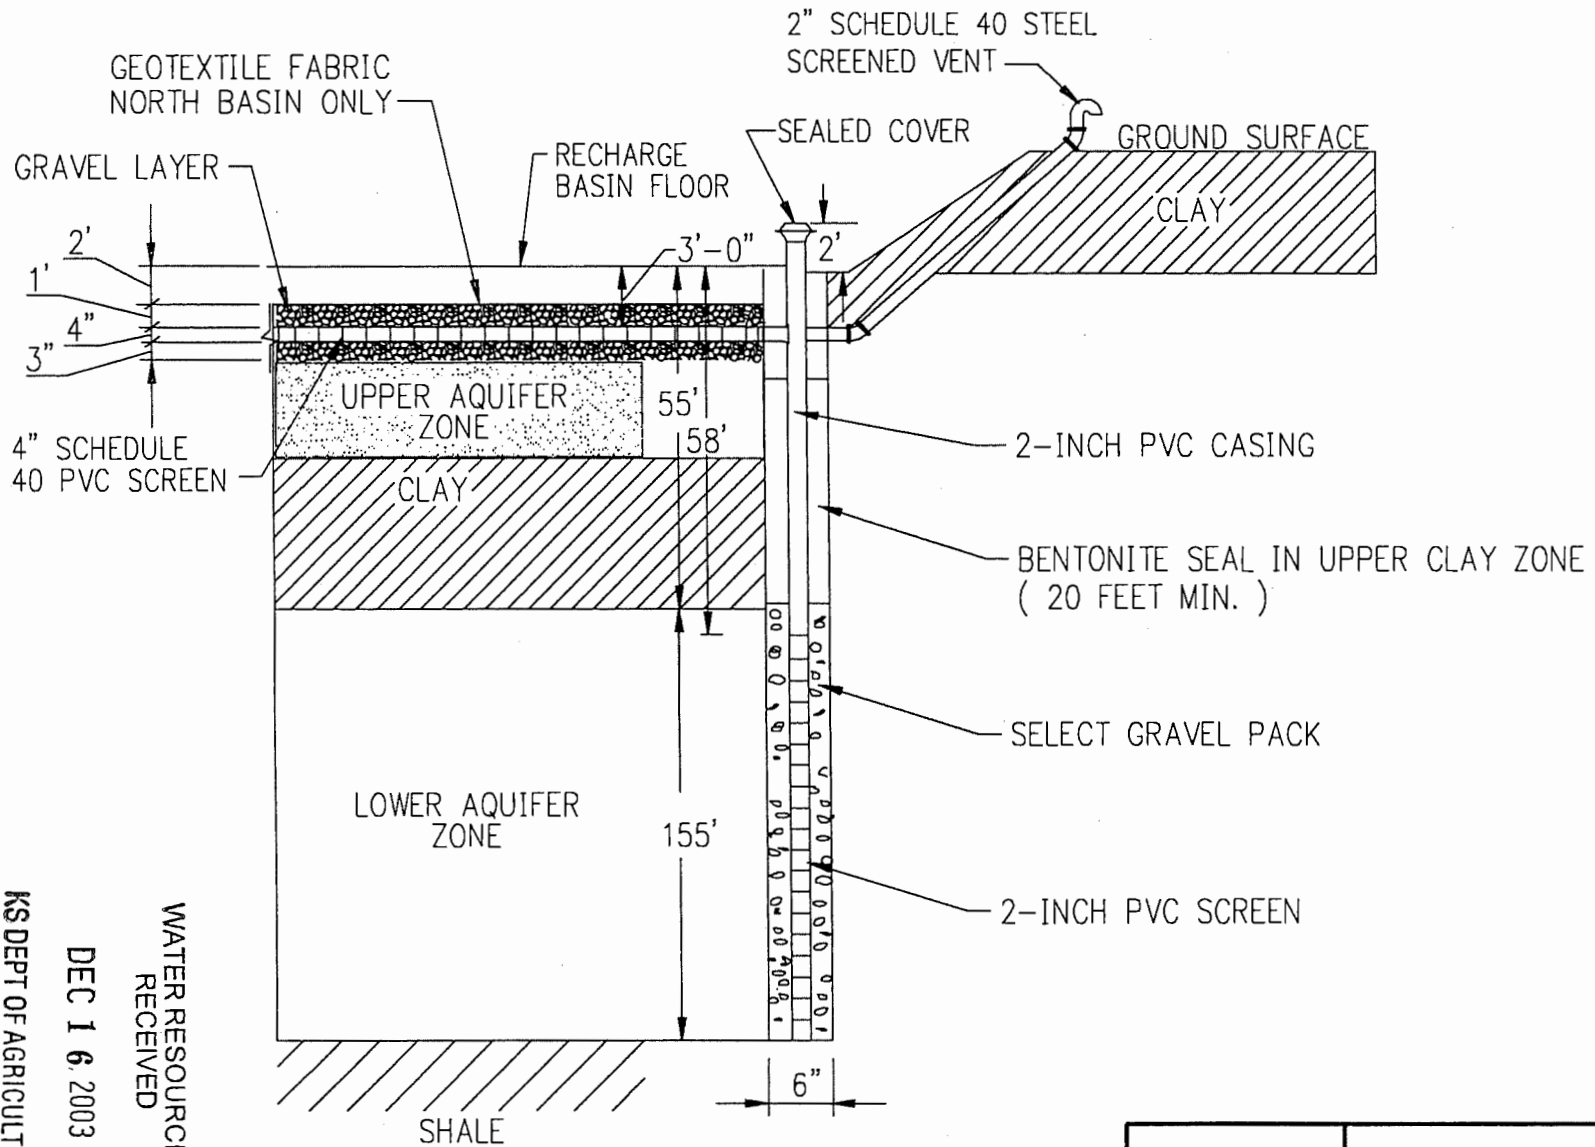 2" SCHEDULE 40 STEEL
SCREENED VENT
GEOTEXTILE FABRIC
NORTH BASIN ONLY
SEALED COVER
GROUND SURFACE
GRAVEL LAYER
RECHARGE
BASIN FLOOR
CLAY
2'
1'
4"
3"
3'-0"
2'
UPPER AQUIFER
ZONE
55'
58'
4" SCHEDULE
40 PVC SCREEN
2-INCH PVC CASING
CLAY
BENTONITE SEAL IN UPPER CLAY ZONE
( 20 FEET MIN. )
SELECT GRAVEL PACK
LOWER AQUIFER
ZONE
155'
2-INCH PVC SCREEN
6"
SHALE
WATER RESOURC
RECEIVED
DEC 16 2003
KS DEPT OF AGRICULT